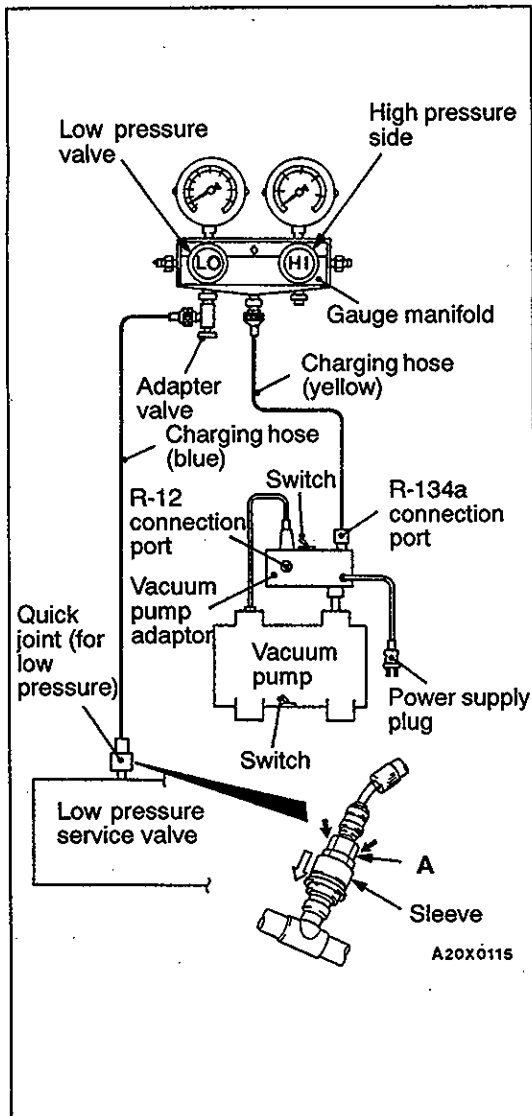 Low pressure
valve
High pressure
side
LO
HI
Gauge manifold
Adapter
valve
Charging hose
(yellow)
Charging hose
(blue)
Switch
R-12
connection
port
R-134a
connection
port
Vacuum
pump
adaptor
Quick
joint (for
low
pressure)
Vacuum
pump
Power supply
plug
Switch
Low pressure
service valve
A
Sleeve
A20X0115